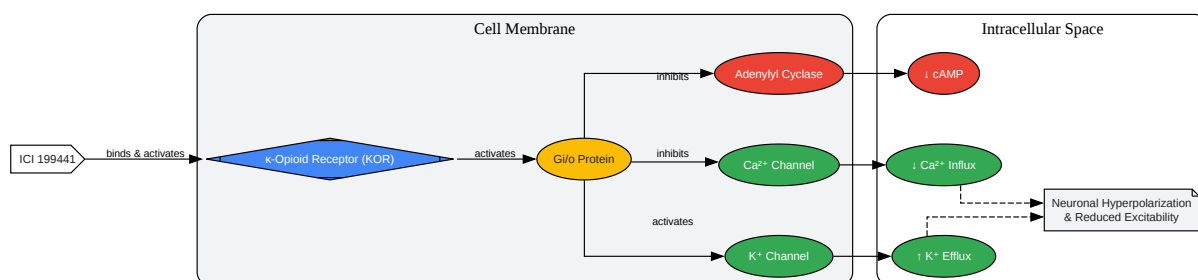 Cell Membrane
Intracellular Space
inhibits
Adenylyl Cyclase
↓ cAMP
ICI 199441
binds & activates
κ-Opioid Receptor (KOR)
activates
Gi/o Protein
inhibits
Ca²⁺ Channel
↓ Ca²⁺ Influx
Neuronal Hyperpolarization
& Reduced Excitability
activates
K⁺ Channel
↑ K⁺ Efflux